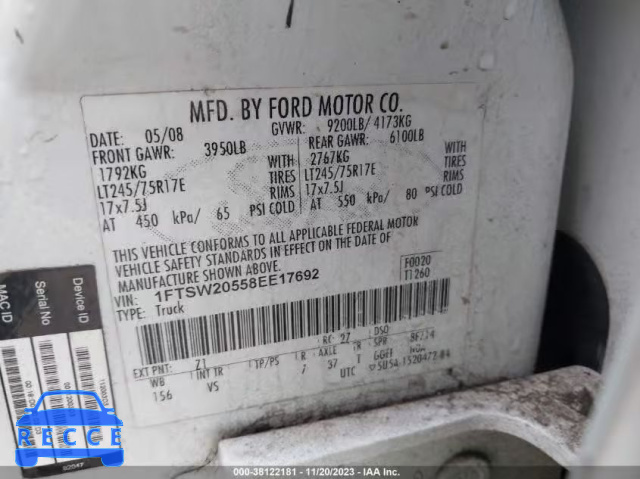 MFD. BY FORD MOTOR CO.
DATE: 05/08 GVWR: 9200LB/ 4173KG
FRONT GAWR: 3950LB REAR GAWR: 6100LB
1792KG WITH 2767KG WITH
LT245/75R17E TIRES LT245/75R17E TIRES
17x7.5J RIMS 17x7.5J RIMS
AT 450 kPa/ 65 PSI COLD AT 550 kPa/ 80 PSI COLD
THIS VEHICLE CONFORMS TO ALL APPLICABLE FEDERAL MOTOR
VEHICLE SAFETY STANDARDS IN EFFECT ON THE DATE OF
MANUFACTURE SHOWN ABOVE.
VIN: 1FTSW20558EE17692 F0020
TYPE: Truck T1260
RC: 27 DSO:
EXT PNT: Z1 INT TR TP/PS R AXLE TR SPR
WB VS
156 37 T
UTC
MAC ID
Serial No.
Device ID
92047
RECCE
000-38122181 - 11/20/2023 - IAA Inc.